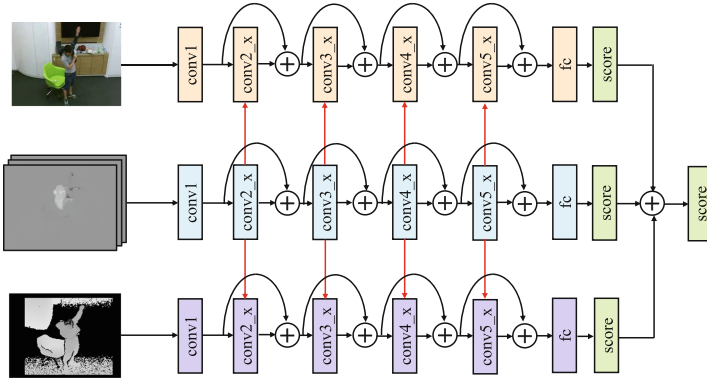 conv1
conv2_x
conv3_x
conv4_x
conv5_x
fc
score
conv1
conv2_x
conv3_x
conv4_x
conv5_x
fc
score
score
conv1
conv2_x
conv3_x
conv4_x
conv5_x
fc
score